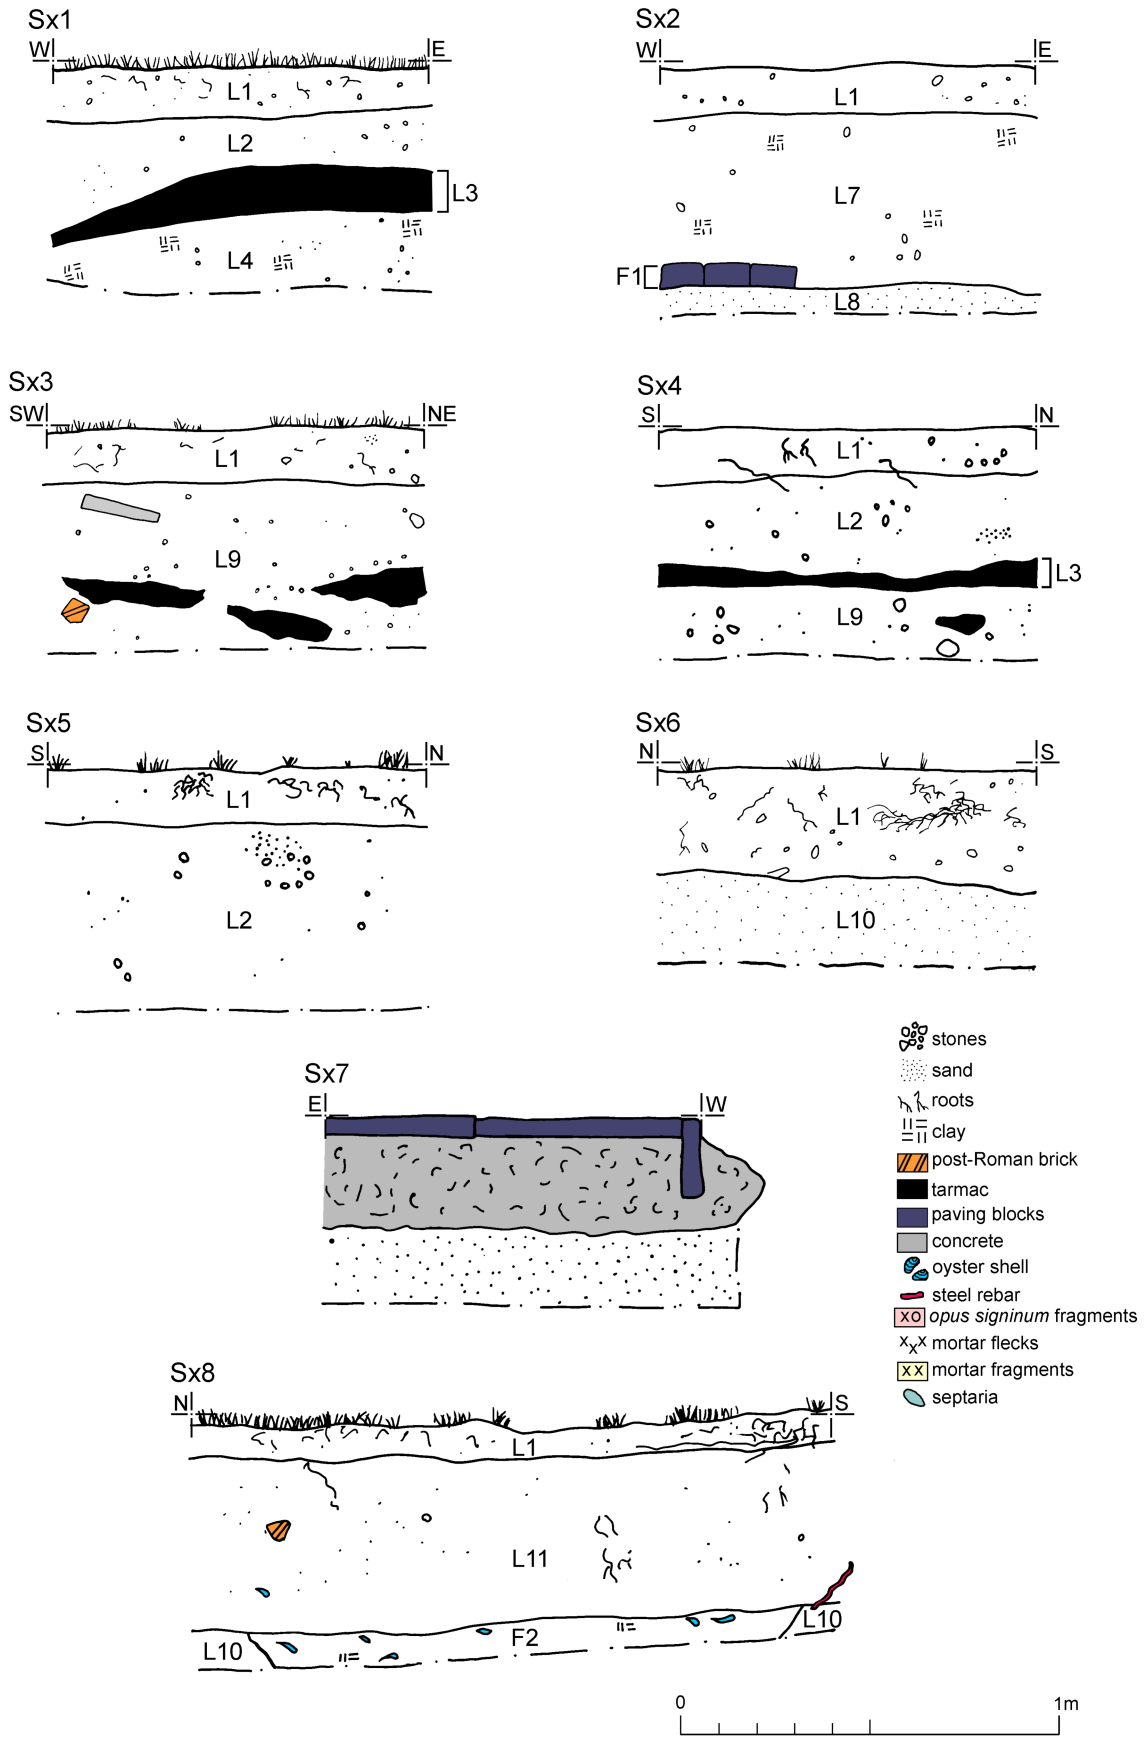 Sx1
W E
L1
L2
L3
L4
Sx2
W E
L1
L7
F1
L8
Sx3
SW NE
L1
L9
Sx4
S N
L1
L2
L3
L9
Sx5
S N
L1
L2
Sx6
N S
L1
L10
stones
sand
roots
clay
post-Roman brick
tarmac
paving blocks
concrete
oyster shell
steel rebar
xo opus signinum fragments
xxx mortar flecks
xx mortar fragments
septaria
Sx7
E W
Sx8
N S
L1
L11
L10 F2 L10
0 1m